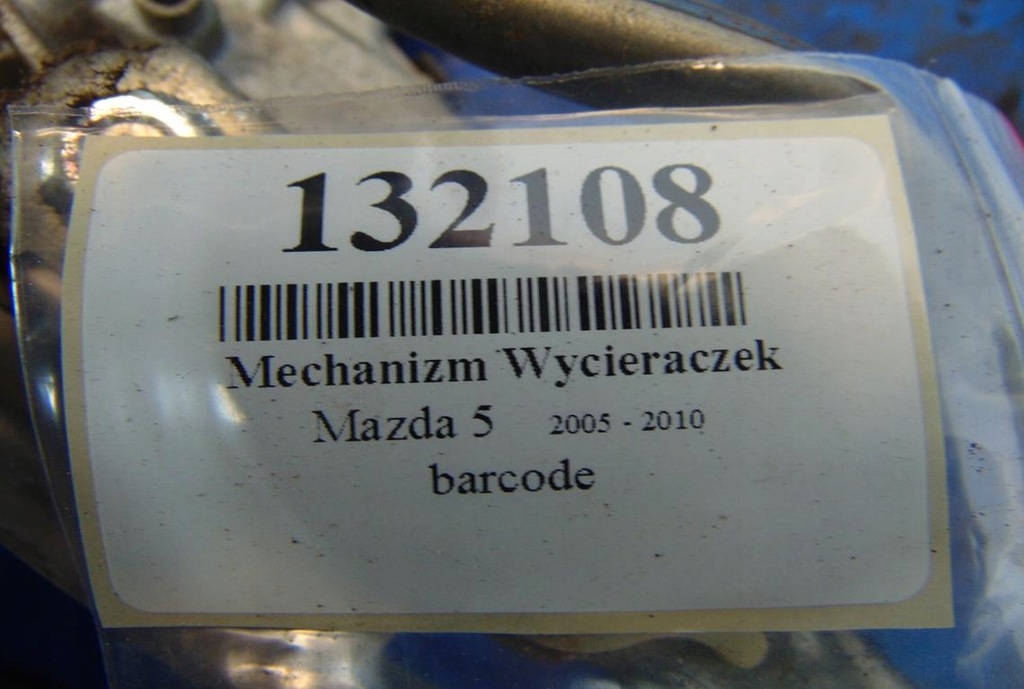 132108
Mechanizm Wycieraczek
Mazda 5 2005 - 2010
barcode